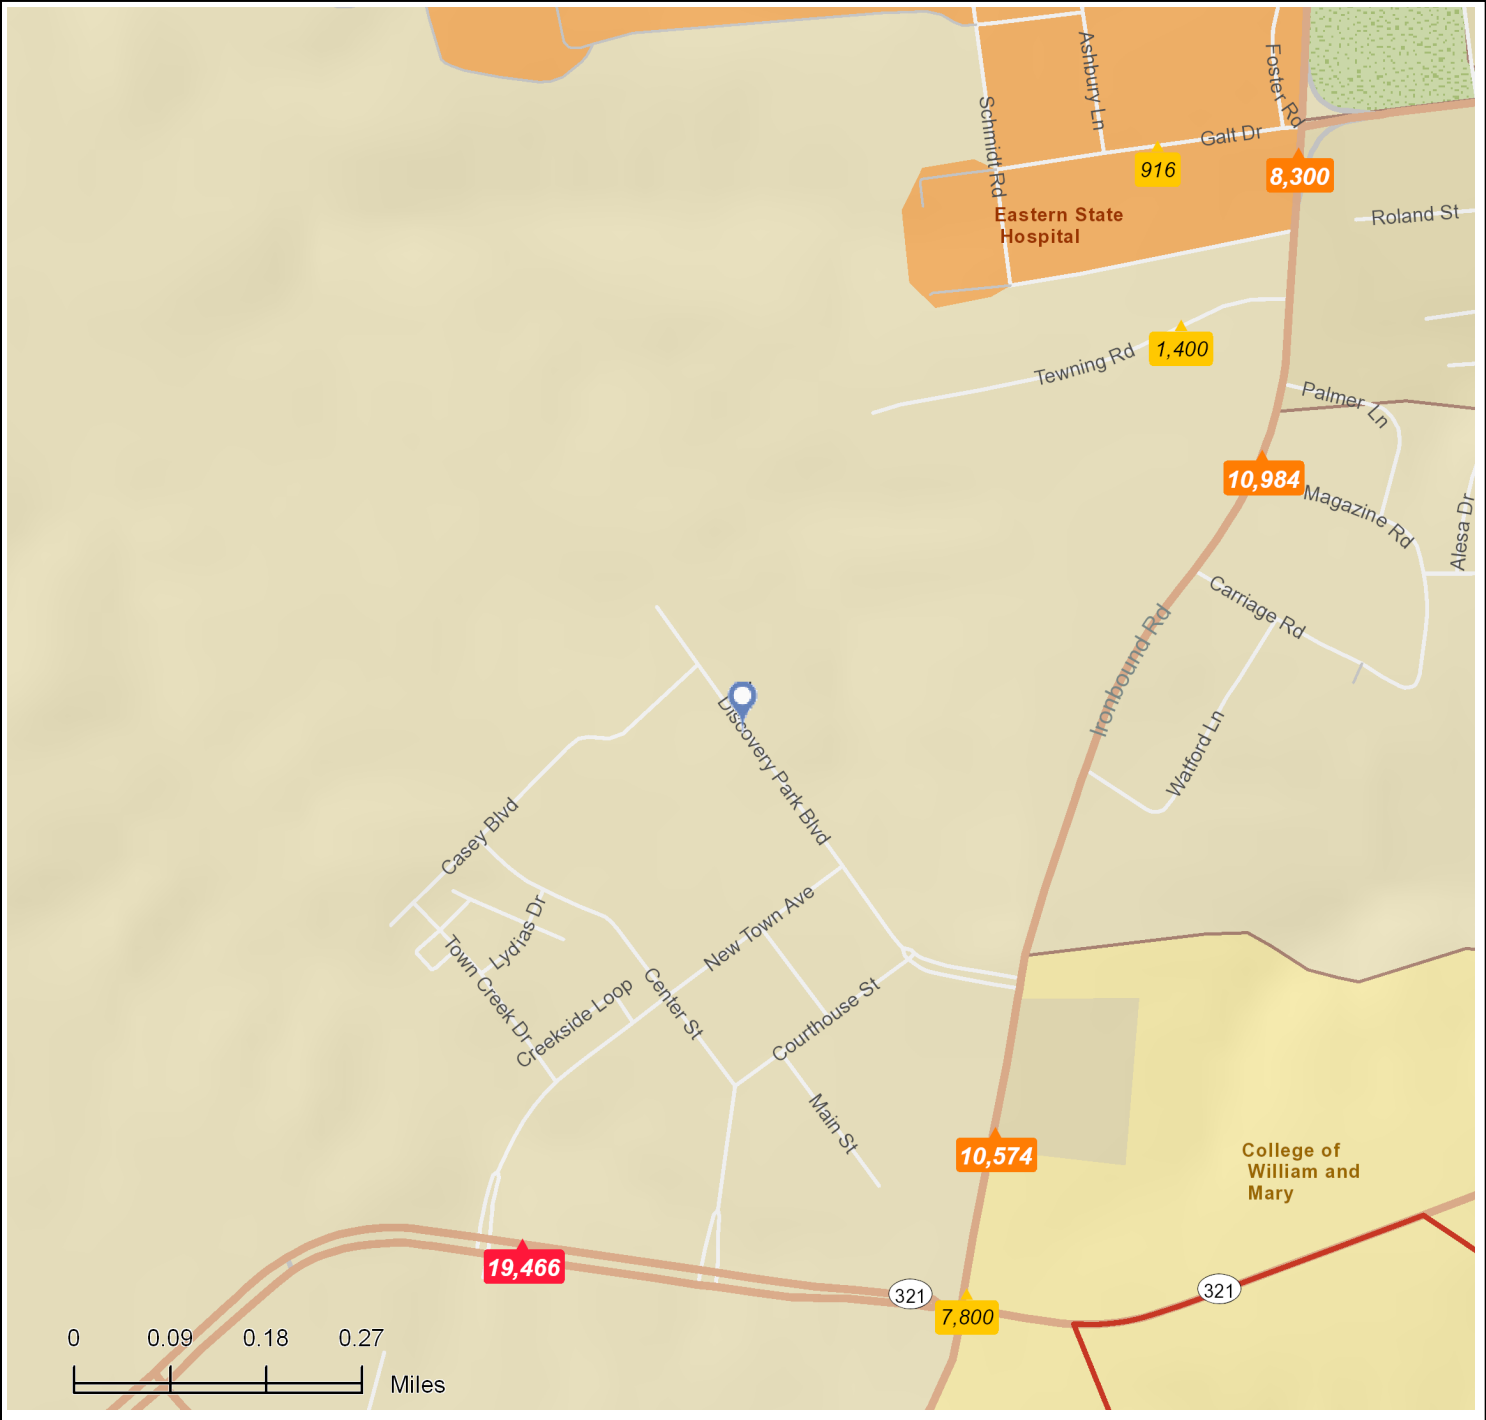 Ashbury Ln
Foster Rd
Schmidt Rd
Galt Dr
916
8,300
Eastern State
Hospital
Roland St
Tewning Rd
1,400
Palmer Ln
10,984
Magazine Rd
Alesa Dr
Carriage Rd
Ironbound Rd
Watford Ln
Discovery Park Blvd
Casey Blvd
New Town Ave
Lydias Dr
Town Creek Dr
Creekside Loop
Center St
Courthouse St
Main St
10,574
College of
William and
Mary
19,466
321
321
7,800
0 0.09 0.18 0.27
Miles